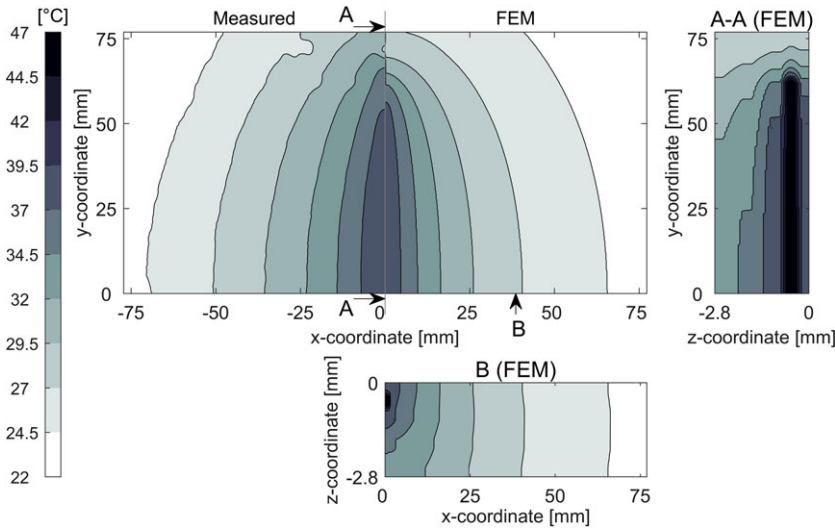 [°C]
47
44.5
42
39.5
37
34.5
32
29.5
27
24.5
22
Measured
A
FEM
75
50
25
0
y-coordinate [mm]
A
B
-75
-50
-25
0
25
50
75
x-coordinate [mm]
A-A (FEM)
75
50
25
0
y-coordinate [mm]
-2.8
0
z-coordinate [mm]
B (FEM)
0
-2.8
z-coordinate [mm]
0
25
50
75
x-coordinate [mm]